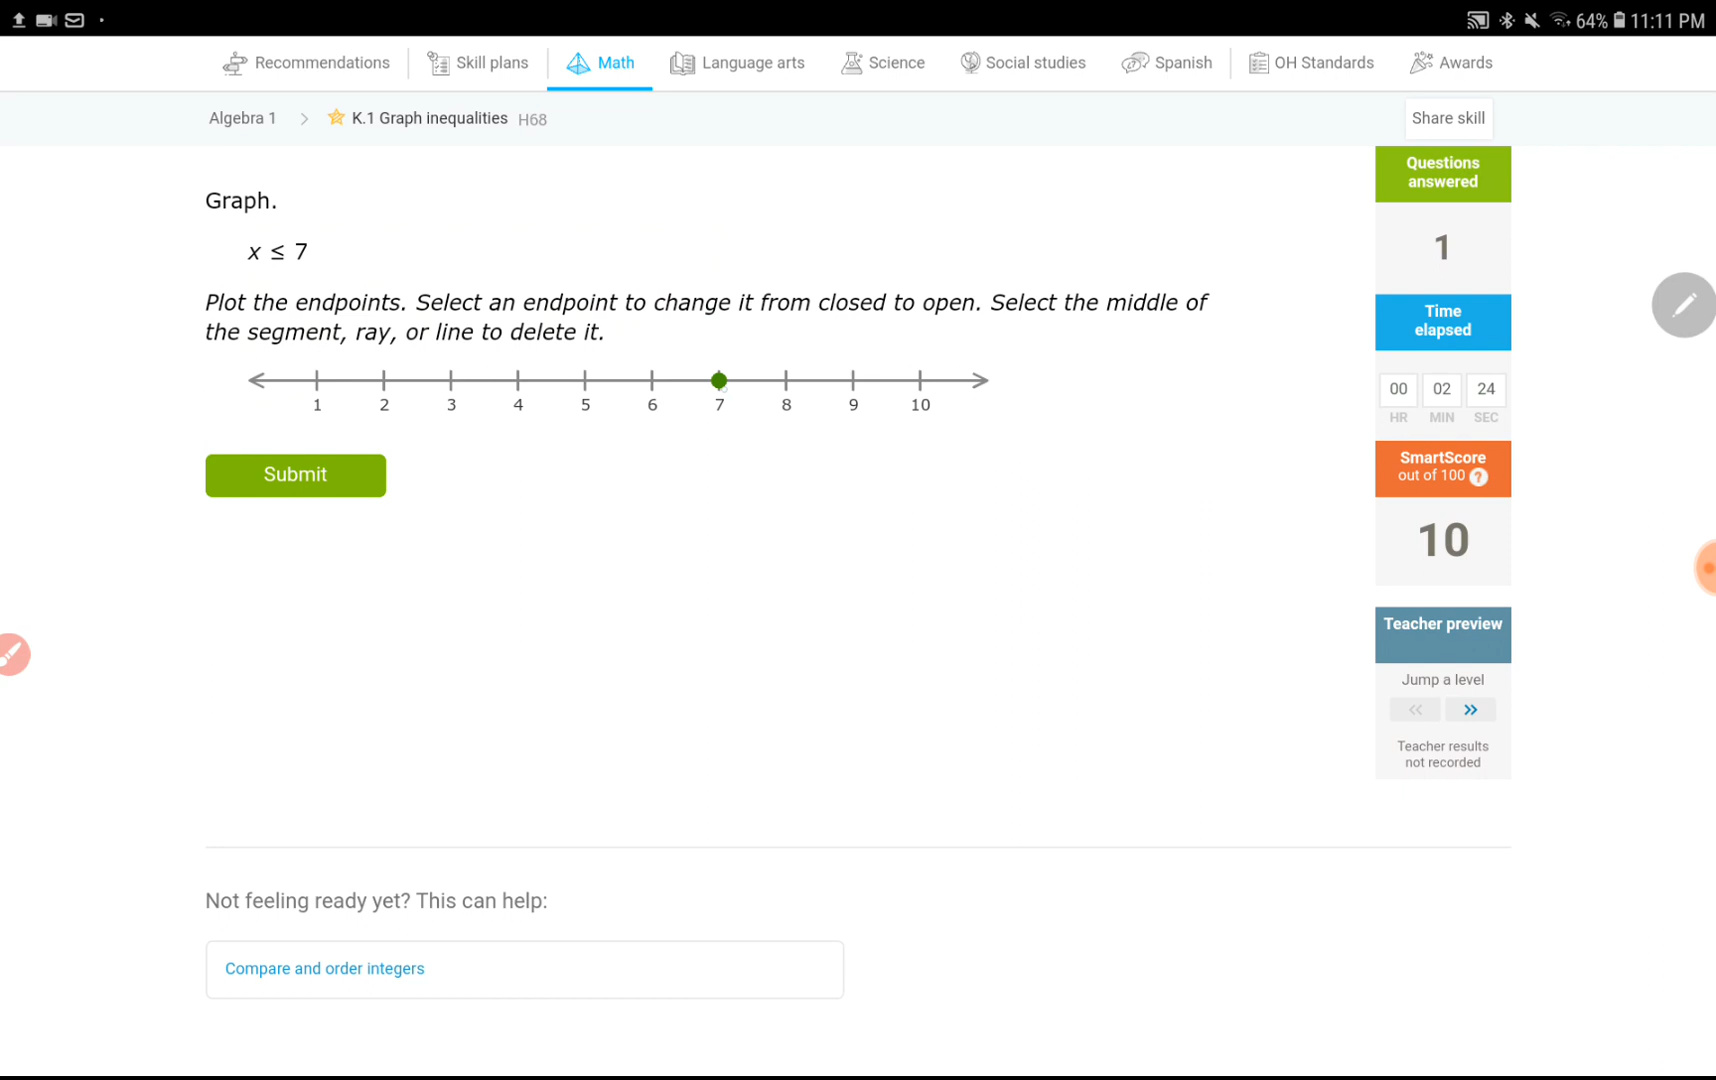 64% 11:11 PM
Recommendations Skill plans Math Language arts Science Social studies Spanish OH Standards Awards
Algebra 1 > K.1 Graph inequalities H68
Share skill
Graph.
x ≤ 7
Plot the endpoints. Select an endpoint to change it from closed to open. Select the middle of
the segment, ray, or line to delete it.
1 2 3 4 5 6 7 8 9 10
Submit
Questions
answered
1
Time
elapsed
00 02 24
HR MIN SEC
SmartScore
out of 100 ?
10
Teacher preview
Jump a level
<< >>
Teacher results
not recorded
Not feeling ready yet? This can help:
Compare and order integers